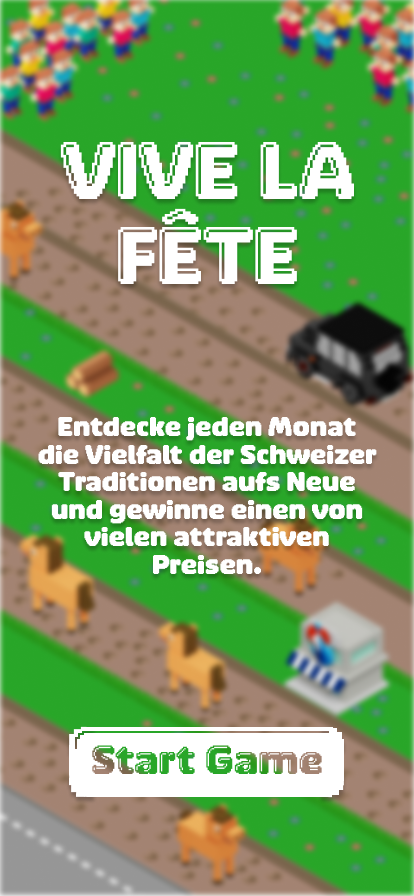 VIVE LA
FÊTE
Entdecke jeden Monat
die Vielfalt der Schweizer
Traditionen aufs Neue
und gewinne einen von
vielen attraktiven
Preisen.
Start Game